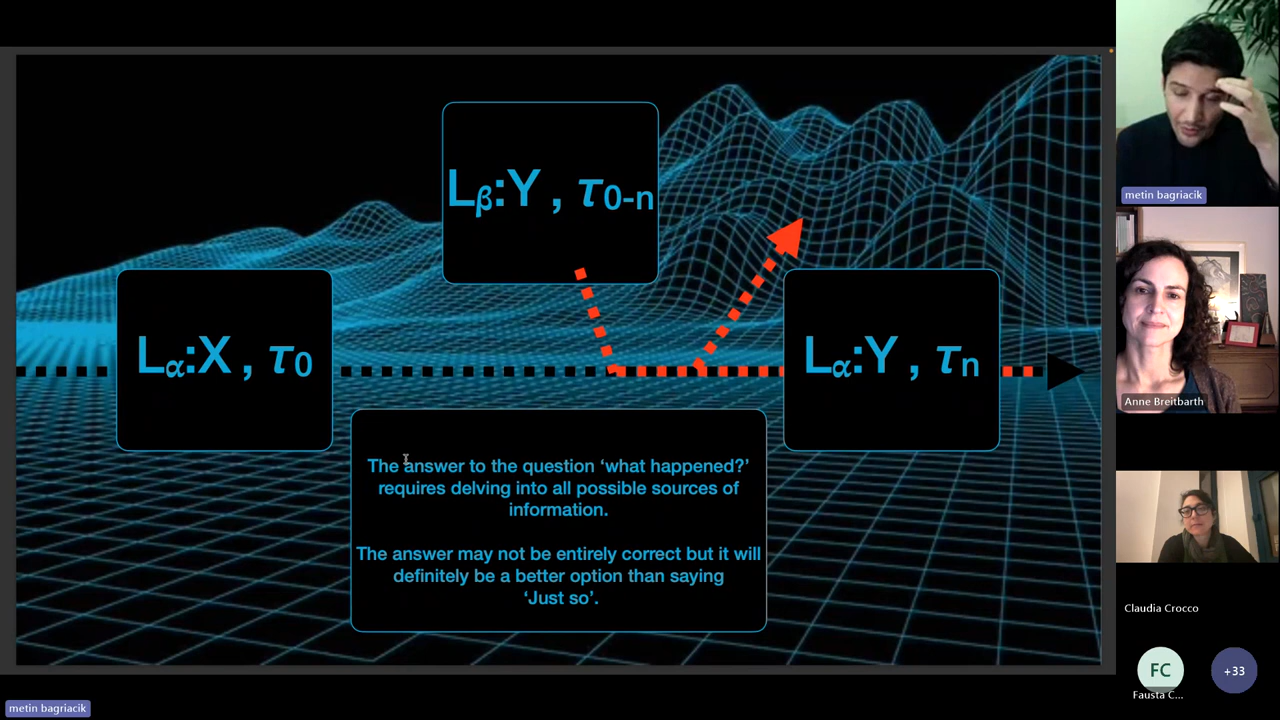 Lβ:Y , τ0-n
Lα:X , τ0
Lα:Y , τn
The answer to the question ‘what happened?’
requires delving into all possible sources of
information.
The answer may not be entirely correct but it will
definitely be a better option than saying
‘Just so’.
metin bagriacik
Anne Breitbarth
Claudia Crocco
FC
Fausta C...
+33
metin bagriacik